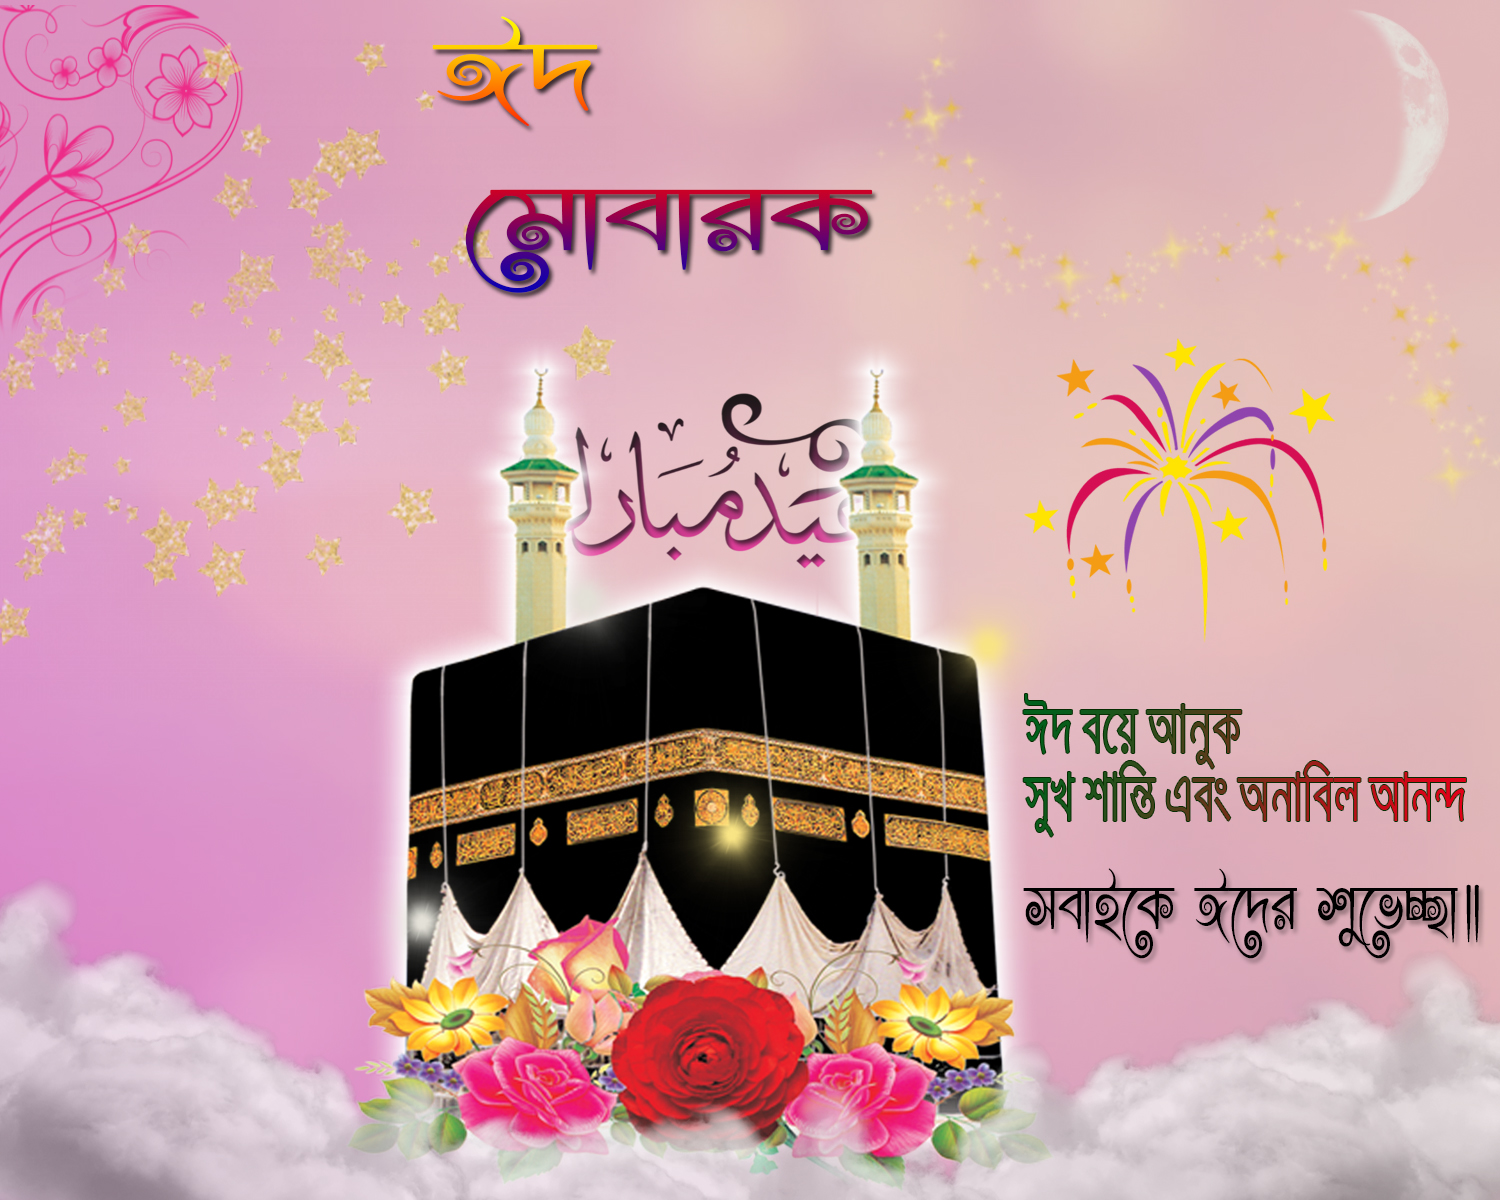 ঈদ
মোবারক
عيد مبارك
ঈদ বয়ে আনুক
সুখ শান্তি এবং অনাবিল আনন্দ
সবাইকে ঈদের শুভেচ্ছা॥